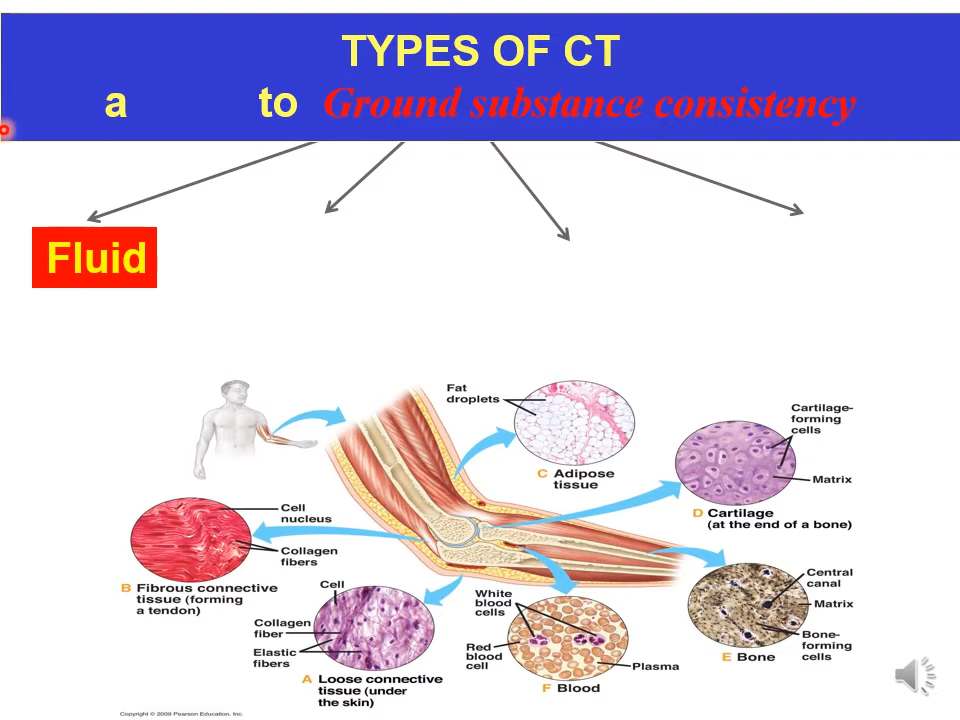 TYPES OF CT
a to Ground substance consistency
Fluid
Fat
droplets
C Adipose
tissue
Cartilage-
forming
cells
Matrix
D Cartilage
(at the end of a bone)
Cell
nucleus
Collagen
fibers
B Fibrous connective
tissue (forming
a tendon)
Cell
Collagen
fiber
Elastic
fibers
A Loose connective
tissue (under
the skin)
White
blood
cells
Red
blood
cell
Plasma
F Blood
Central
canal
Matrix
Bone-
forming
cells
E Bone
Copyright © 2009 Pearson Education, Inc.